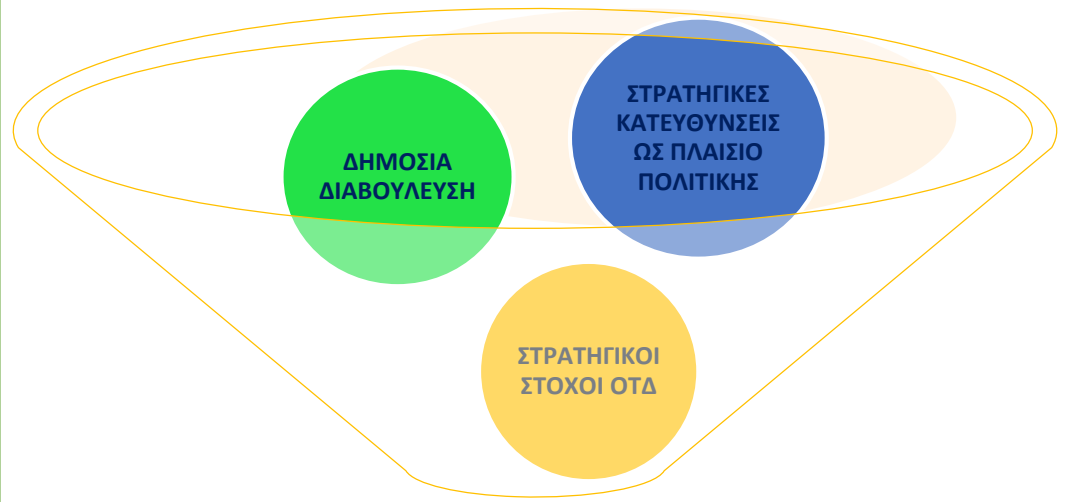 ΔΗΜΟΣΙΑ
ΔΙΑΒΟΥΛΕΥΣΗ
ΣΤΡΑΤΗΓΙΚΕΣ
ΚΑΤΕΥΘΥΝΣΕΙΣ
ΩΣ ΠΛΑΙΣΙΟ
ΠΟΛΙΤΙΚΗΣ
ΣΤΡΑΤΗΓΙΚΟΙ
ΣΤΟΧΟΙ ΟΤΔ